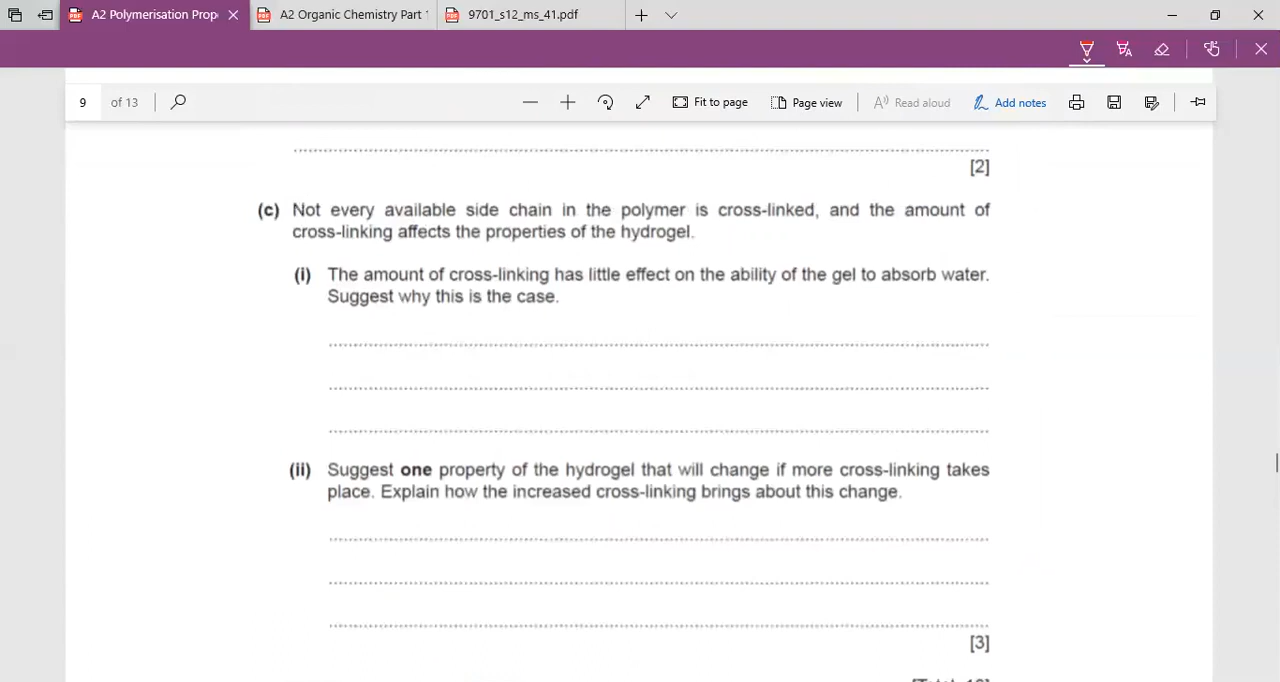 A2 Polymerisation Prop
A2 Organic Chemistry Part 1
9701_s12_ms_41.pdf
9 of 13
Fit to page
Page view
Read aloud
Add notes
[2]
(c) Not every available side chain in the polymer is cross-linked, and the amount of
cross-linking affects the properties of the hydrogel.
(i) The amount of cross-linking has little effect on the ability of the gel to absorb water.
Suggest why this is the case.
(ii) Suggest one property of the hydrogel that will change if more cross-linking takes
place. Explain how the increased cross-linking brings about this change.
[3]